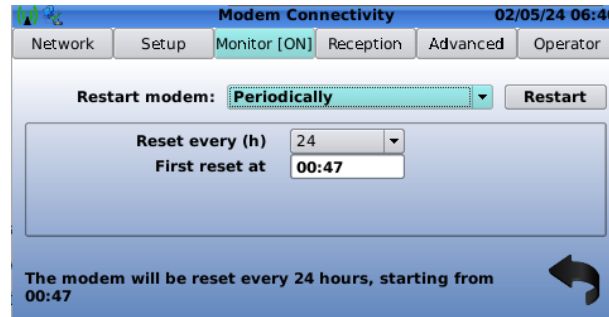 Modem Connectivity 02/05/24 06:4
Network Setup Monitor [ON] Reception Advanced Operator
Restart modem: Periodically Restart
Reset every (h) 24
First reset at 00:47
The modem will be reset every 24 hours, starting from
00:47